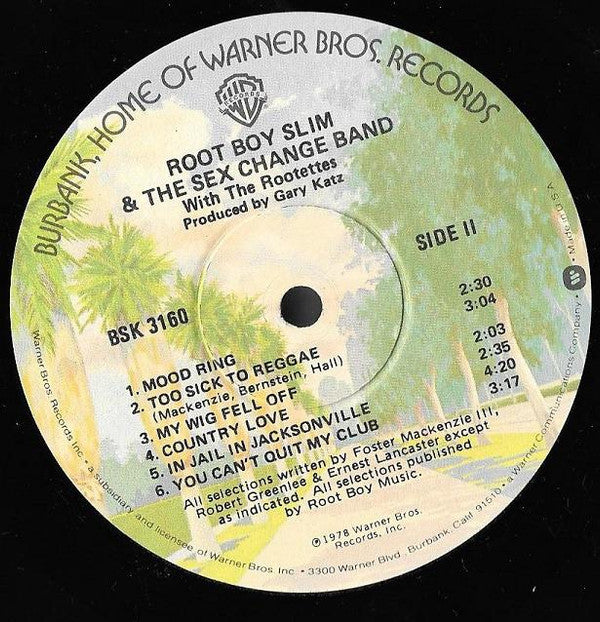 BURBANK, HOME OF WARNER BROS. RECORDS
WB
RECORDS
ROOT BOY SLIM
& THE SEX CHANGE BAND
With The Rootettes
Produced by Gary Katz
SIDE II
BSK 3160
1. MOOD RING 2:30
2. TOO SICK TO REGGAE 3:04
(Mackenzie, Bernstein, Hall)
3. MY WIG FELL OFF 2:03
4. COUNTRY LOVE 2:35
5. IN JAIL IN JACKSONVILLE 4:20
6. YOU CAN'T QUIT MY CLUB 3:17
All selections written by Foster Mackenzie III,
Robert Greenlee & Ernest Lancaster except
as indicated. All selections published
by Root Boy Music.
℗1978 Warner Bros.
Records, Inc.
Warner Bros. Records Inc. • a subsidiary and licensee of Warner Bros. Inc. • 3300 Warner Blvd., Burbank, Calif. 91510 • a Warner Communications Company • Made in U.S.A.